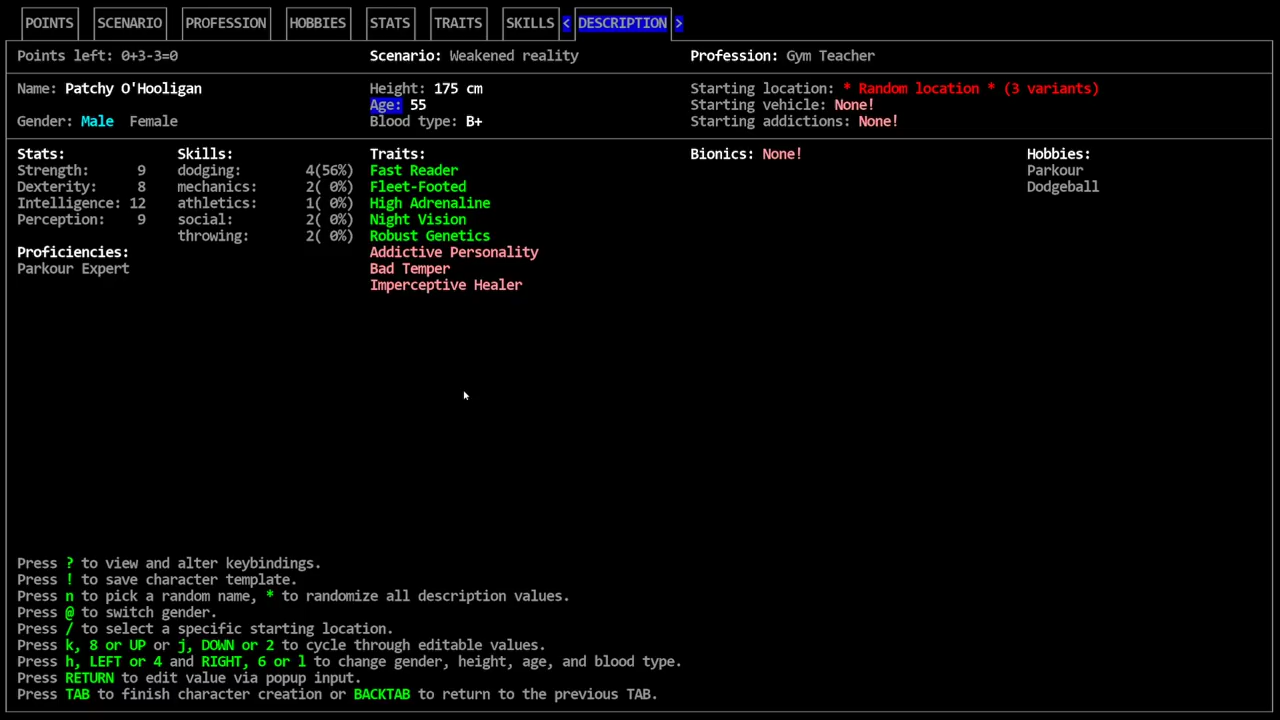 POINTS SCENARIO PROFESSION HOBBIES STATS TRAITS SKILLS < DESCRIPTION >
Points left: 0+3-3=0 Scenario: Weakened reality Profession: Gym Teacher
Name: Patchy O'Hooligan Height: 175 cm Starting location: * Random location * (3 variants)
Age: 55 Starting vehicle: None!
Gender: Male Female Blood type: B+ Starting addictions: None!
Stats: Skills: Traits: Bionics: None! Hobbies:
Strength: 9 dodging: 4(56%) Fast Reader Parkour
Dexterity: 8 mechanics: 2( 0%) Fleet-Footed Dodgeball
Intelligence: 12 athletics: 1( 0%) High Adrenaline
Perception: 9 social: 2( 0%) Night Vision
throwing: 2( 0%) Robust Genetics
Proficiencies: Addictive Personality
Parkour Expert Bad Temper
Imperceptive Healer
Press ? to view and alter keybindings.
Press ! to save character template.
Press n to pick a random name, * to randomize all description values.
Press @ to switch gender.
Press / to select a specific starting location.
Press k, 8 or UP or j, DOWN or 2 to cycle through editable values.
Press h, LEFT or 4 and RIGHT, 6 or l to change gender, height, age, and blood type.
Press RETURN to edit value via popup input.
Press TAB to finish character creation or BACKTAB to return to the previous TAB.